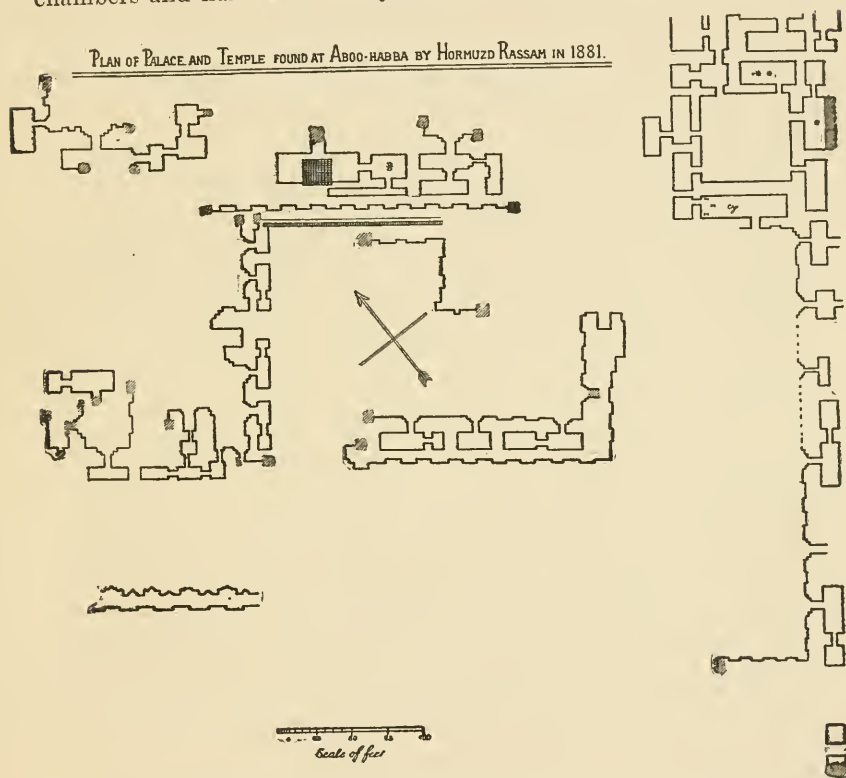 chambers and
PLAN OF PALACE AND TEMPLE FOUND AT ABOO-HABBA BY HORMUZD RASSAM IN 1881.
Scale of feet